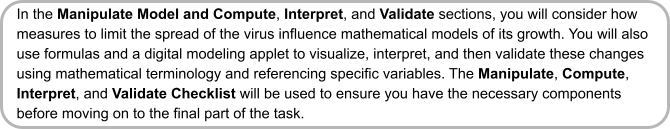 In the Manipulate Model and Compute, Interpret, and Validate sections, you will consider how
measures to limit the spread of the virus influence mathematical models of its growth. You will also
use formulas and a digital modeling applet to visualize, interpret, and then validate these changes
using mathematical terminology and referencing specific variables. The Manipulate, Compute,
Interpret, and Validate Checklist will be used to ensure you have the necessary components
before moving on to the final part of the task.